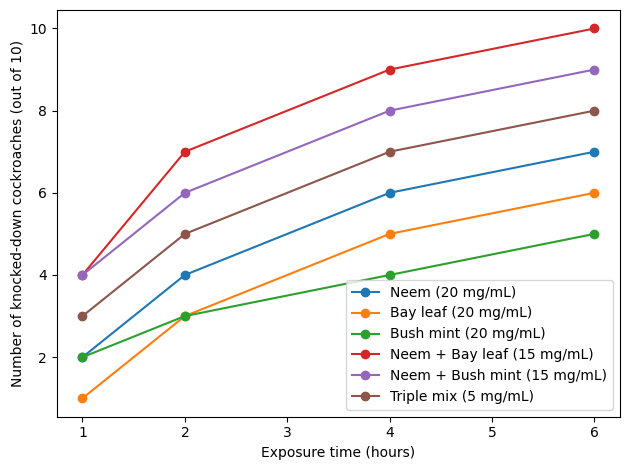 Number of knocked-down cockroaches (out of 10)
10
8
6
4
2
Neem (20 mg/mL)
Bay leaf (20 mg/mL)
Bush mint (20 mg/mL)
Neem + Bay leaf (15 mg/mL)
Neem + Bush mint (15 mg/mL)
Triple mix (5 mg/mL)
1 2 3 4 5 6
Exposure time (hours)